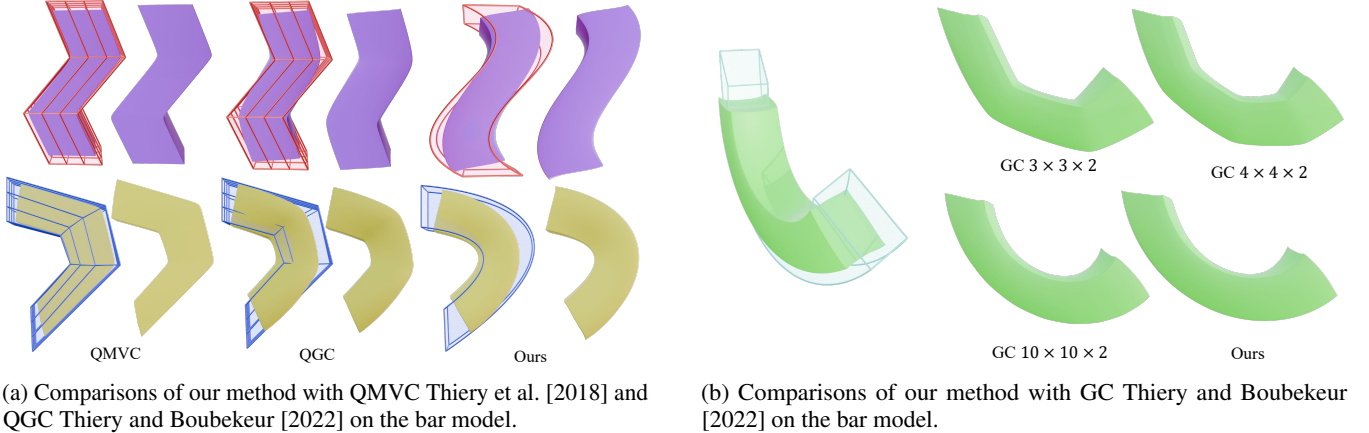 GC 3 × 3 × 2
GC 4 × 4 × 2
QMVC
QGC
Ours
GC 10 × 10 × 2
Ours
(a) Comparisons of our method with QMVC Thiery et al. [2018] and
QGC Thiery and Boubekeur [2022] on the bar model.
(b) Comparisons of our method with GC Thiery and Boubekeur
[2022] on the bar model.